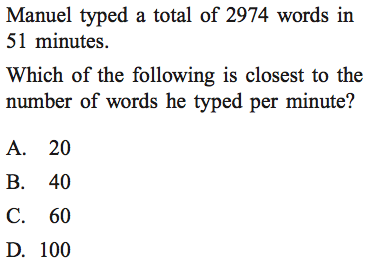 Manuel typed a total of 2974 words in
51 minutes.
Which of the following is closest to the
number of words he typed per minute?
A. 20
B. 40
C. 60
D. 100